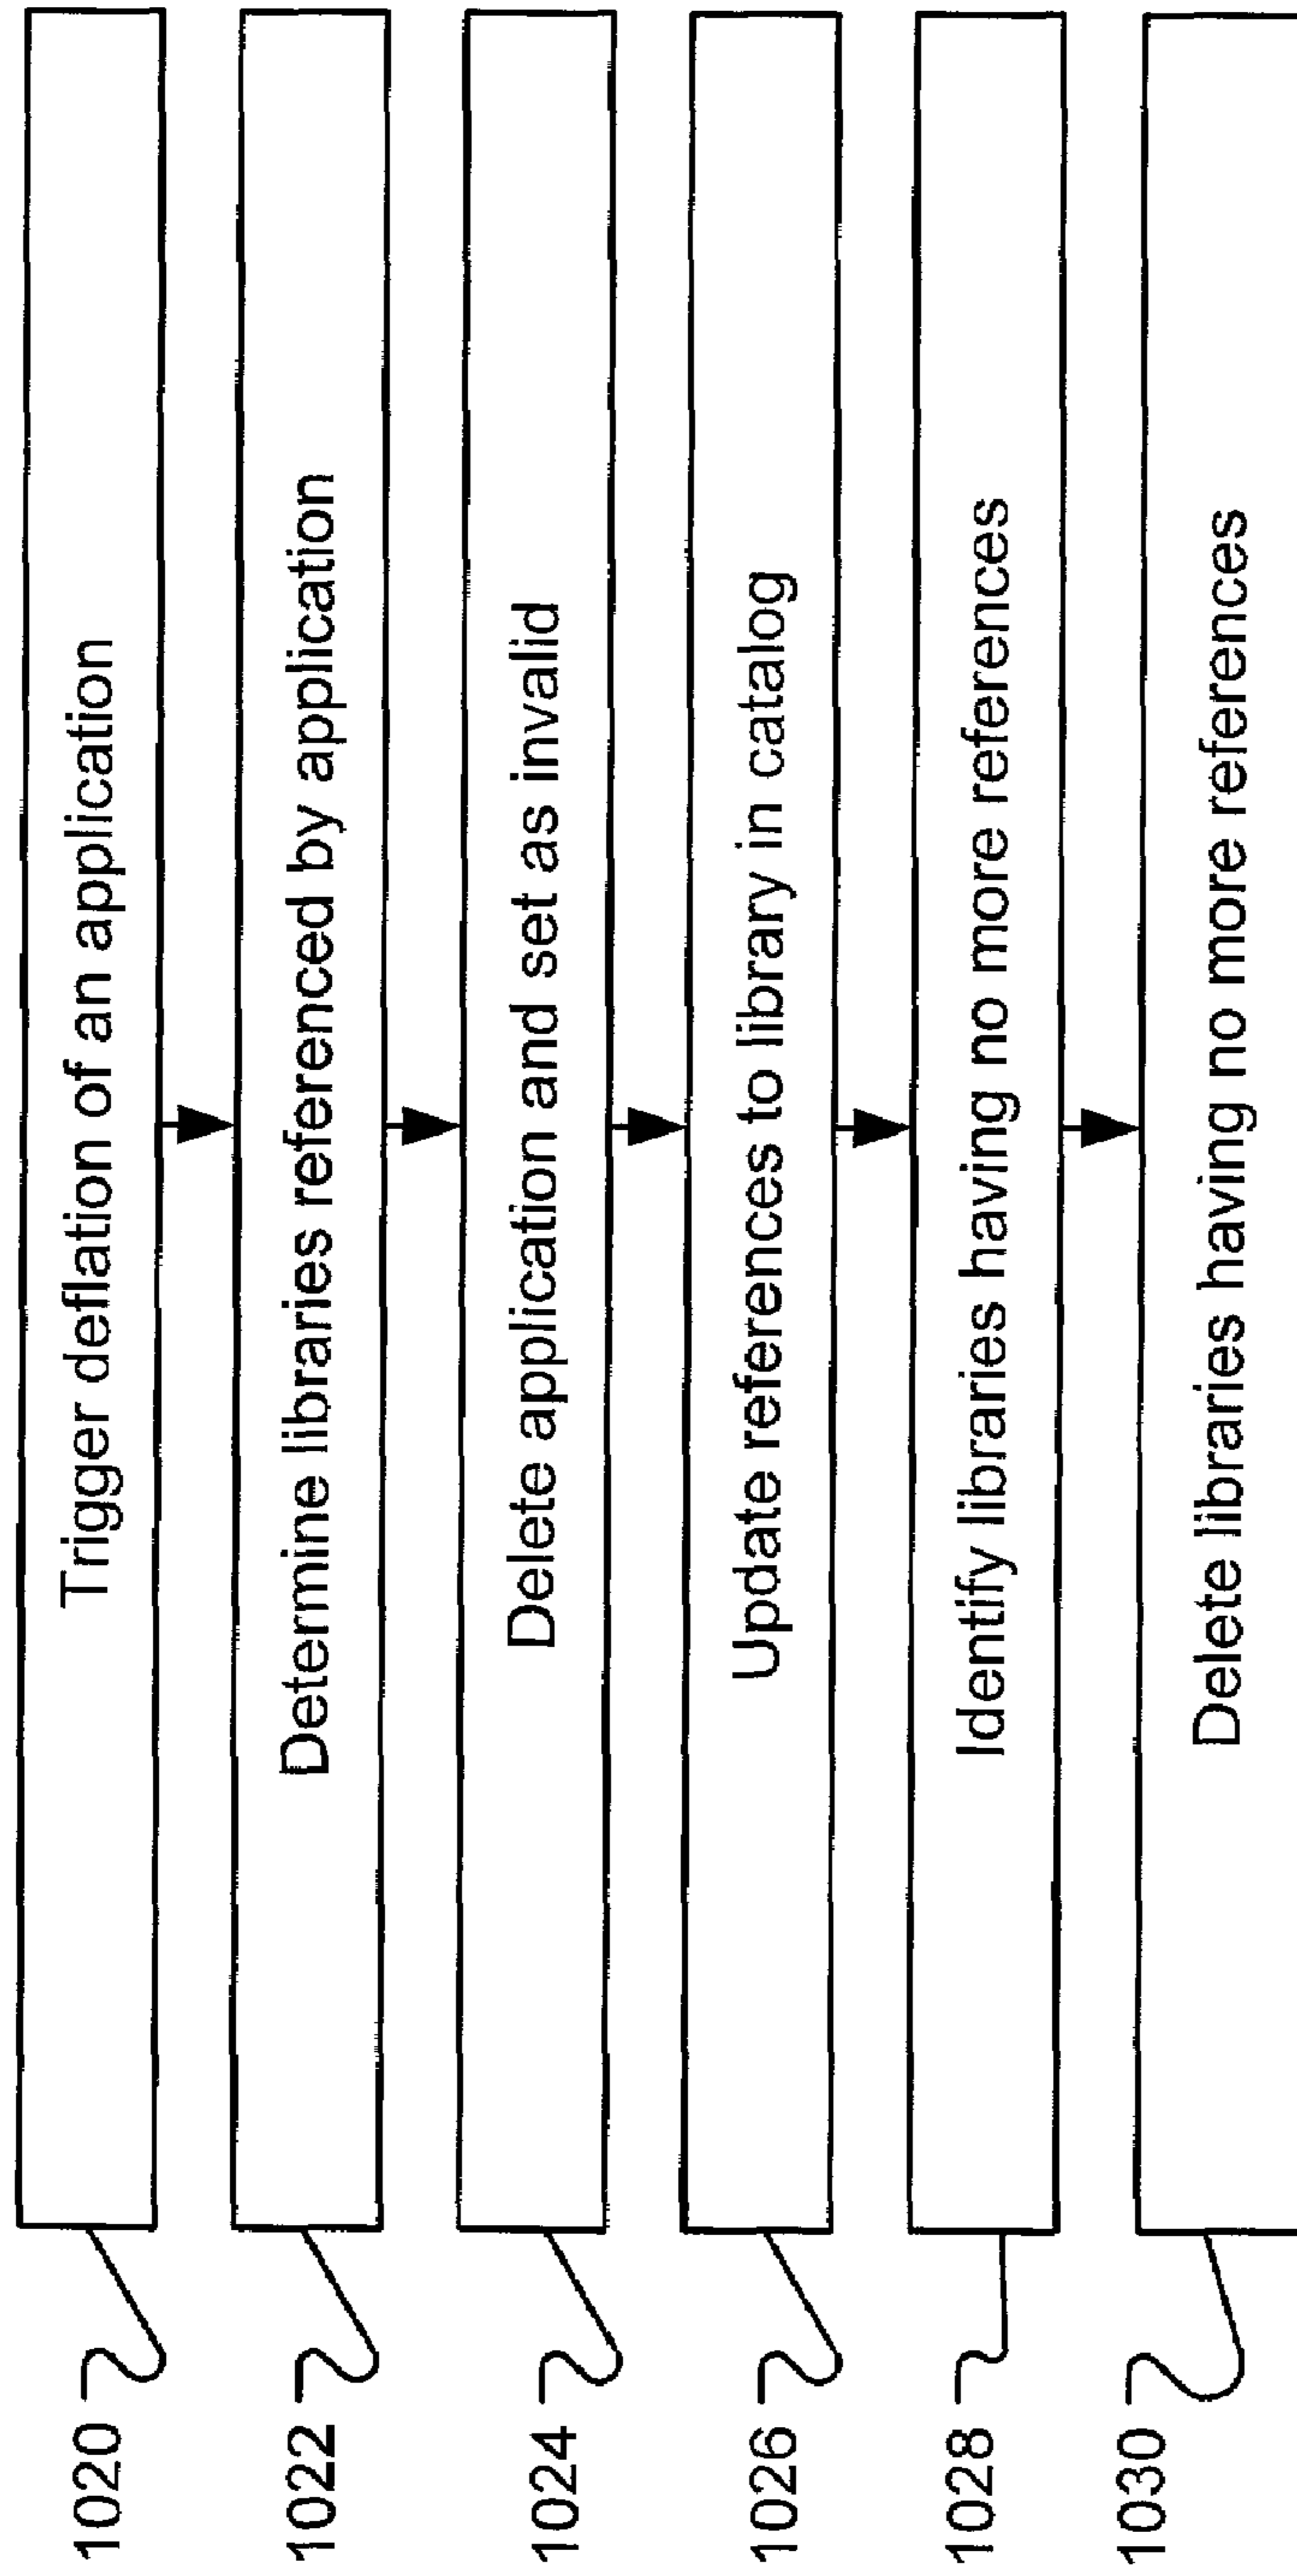 1020 Trigger deflation of an application
1022 Determine libraries referenced by application
1024 Delete application and set as invalid
1026 Update references to library in catalog
1028 Identify libraries having no more references
1030 Delete libraries having no more references